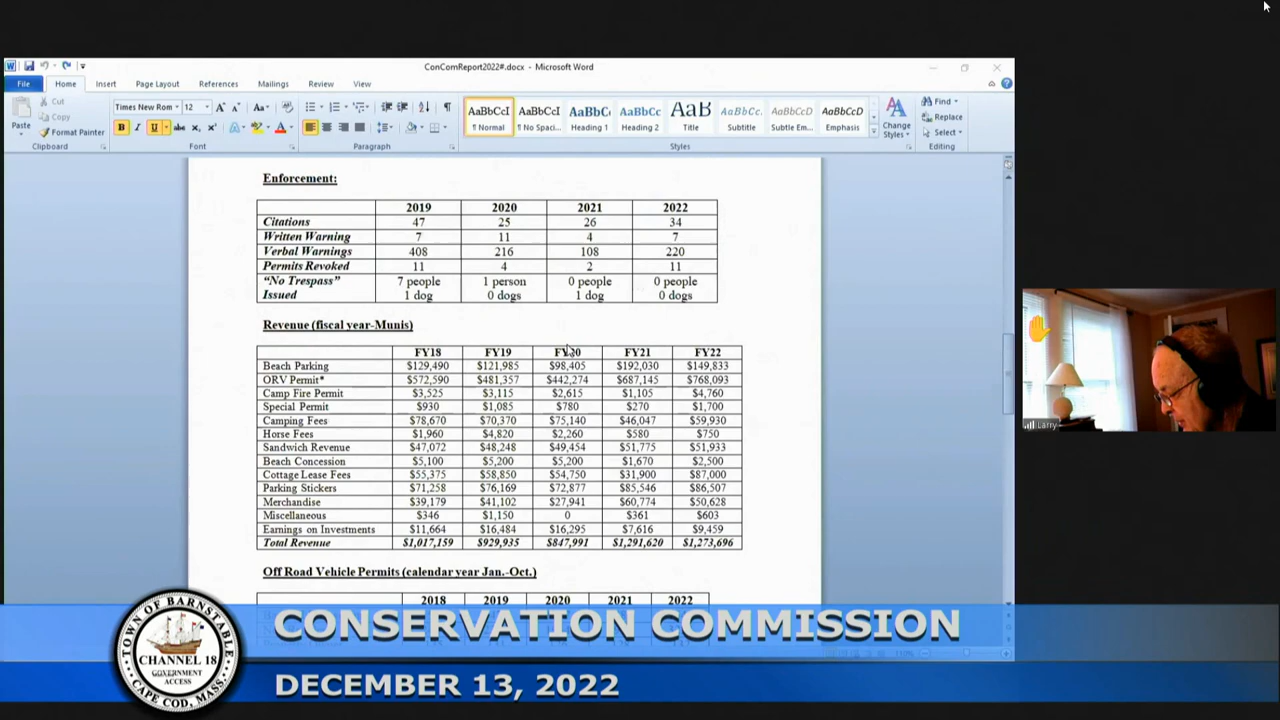 ConComReport2022#.docx - Microsoft Word
File Home Insert Page Layout References Mailings Review View
Paste Cut Copy Format Painter
Times New Rom 12
B I U abc
AaBbCcI AaBbCcI AaBbC AaBbCc AaB AaBbCc. AaBbCcD AaBbCcD
¶ Normal ¶ No Spaci... Heading 1 Heading 2 Title Subtitle Subtle Em... Emphasis
Change Styles
Find Replace Select
Clipboard Font Paragraph Styles Editing
Enforcement:
2019 2020 2021 2022
Citations 47 25 26 34
Written Warning 7 11 4 7
Verbal Warnings 408 216 108 220
Permits Revoked 11 4 2 11
"No Trespass" 7 people 1 person 0 people 0 people
Issued 1 dog 0 dogs 1 dog 0 dogs
Revenue (fiscal year-Munis)
FY18 FY19 FY20 FY21 FY22
Beach Parking $129,490 $121,985 $98,405 $192,030 $149,833
ORV Permit* $572,590 $481,357 $442,274 $687,145 $768,093
Camp Fire Permit $3,525 $3,115 $2,615 $1,105 $4,760
Special Permit $930 $1,085 $780 $270 $1,700
Camping Fees $78,670 $70,370 $75,140 $46,047 $59,930
Horse Fees $1,960 $4,820 $2,260 $580 $750
Sandwich Revenue $47,072 $48,248 $49,454 $51,775 $51,933
Beach Concession $5,100 $5,200 $5,200 $1,670 $2,500
Cottage Lease Fees $55,375 $58,850 $54,750 $31,900 $87,000
Parking Stickers $71,258 $76,169 $72,877 $85,546 $86,507
Merchandise $39,179 $41,102 $27,941 $60,774 $50,628
Miscellaneous $346 $1,150 0 $361 $603
Earnings on Investments $11,664 $16,484 $16,295 $7,616 $9,459
Total Revenue $1,017,159 $929,935 $847,991 $1,291,620 $1,273,696
Off Road Vehicle Permits (calendar year Jan.-Oct.)
2018 2019 2020 2021 2022
Larry
TOWN OF BARNSTABLE
CHANNEL 18
GOVERNMENT
ACCESS
CAPE COD, MASS.
CONSERVATION COMMISSION
DECEMBER 13, 2022